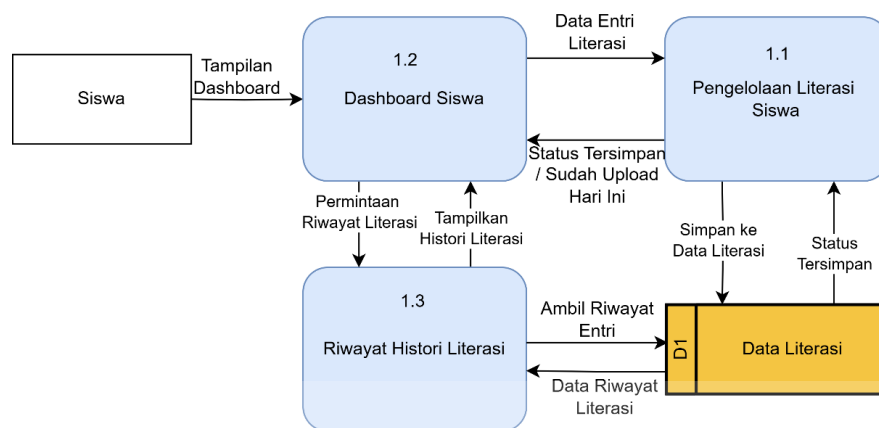 Siswa
Tampilan
Dashboard
1.2
Dashboard Siswa
Data Entri
Literasi
1.1
Pengelolaan Literasi
Siswa
Status Tersimpan
/ Sudah Upload
Hari Ini
Permintaan
Riwayat Literasi
Tampilkan
Histori Literasi
Simpan ke
Data Literasi
Status
Tersimpan
1.3
Riwayat Histori Literasi
Ambil Riwayat
Entri
Data Riwayat
Literasi
D1
Data Literasi